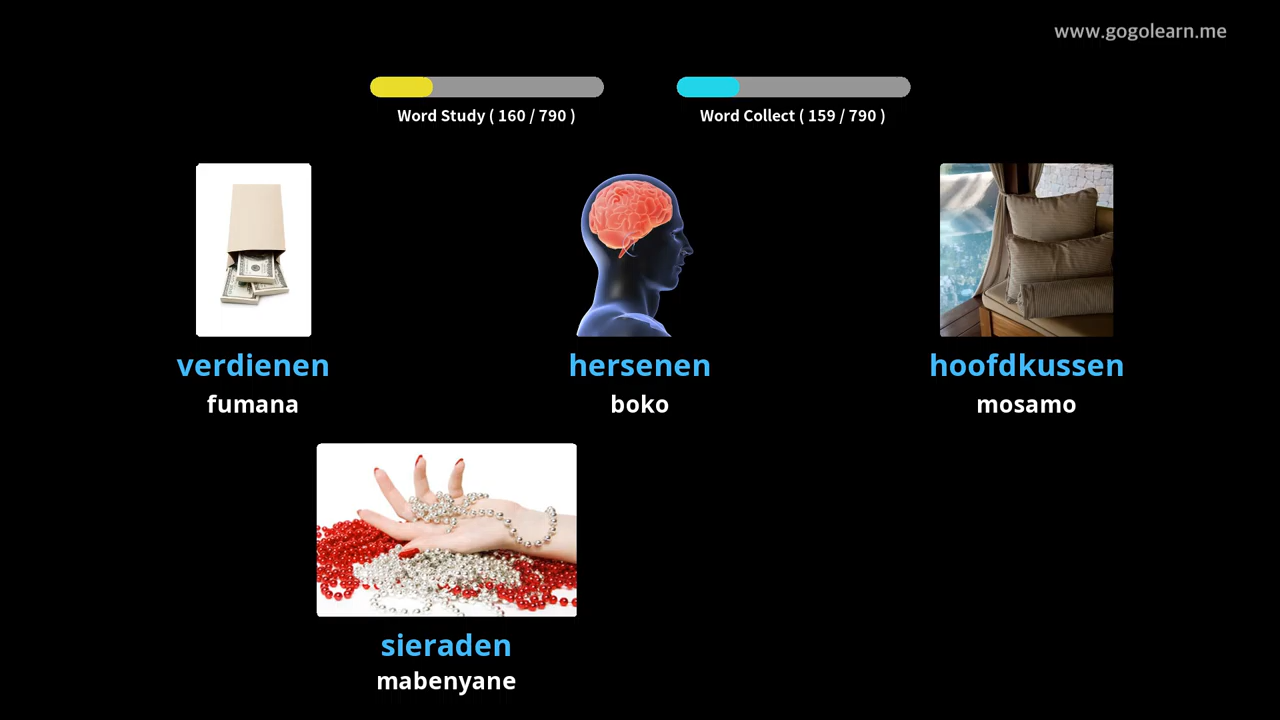 www.gogolearn.me
Word Study ( 160 / 790 )
Word Collect ( 159 / 790 )
verdienen
fumana
hersenen
boko
hoofdkussen
mosamo
sieraden
mabenyane